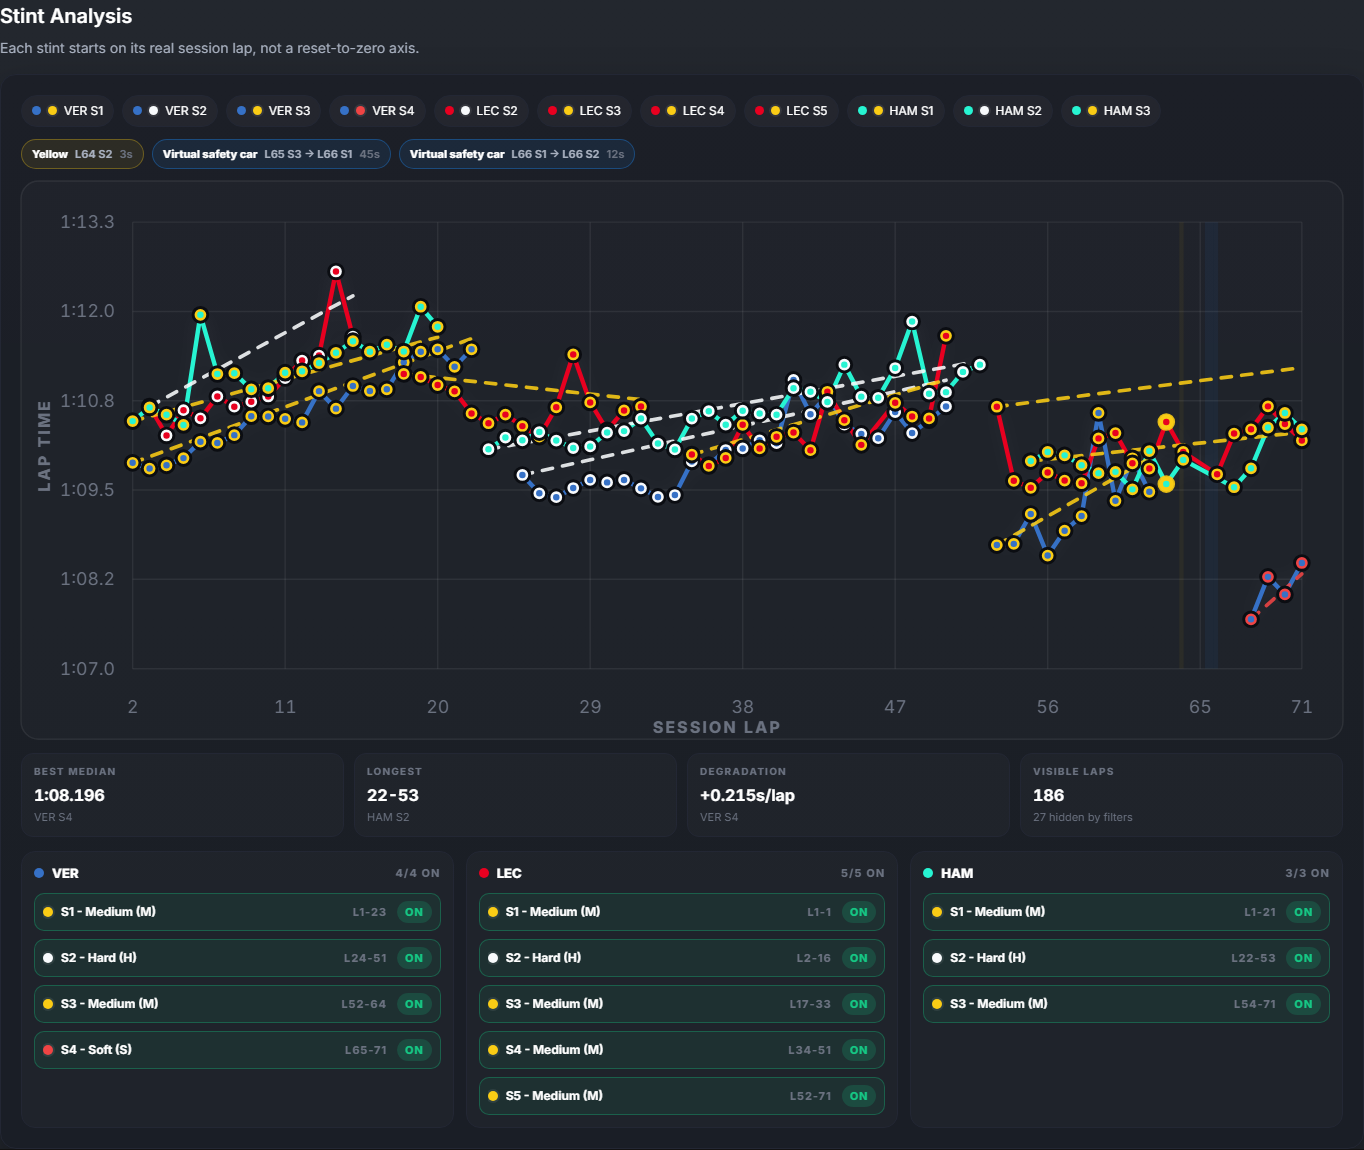 Stint Analysis
Each stint starts on its real session lap, not a reset-to-zero axis.
VER S1 VER S2 VER S3 VER S4 LEC S2 LEC S3 LEC S4 LEC S5 HAM S1 HAM S2 HAM S3
Yellow L64 S2 3s Virtual safety car L65 S3 → L66 S1 45s Virtual safety car L66 S1 → L66 S2 12s
1:13.3
1:12.0
1:10.8
1:09.5
1:08.2
1:07.0
LAP TIME
2 11 20 29 38 47 56 65 71
SESSION LAP
BEST MEDIAN
1:08.196
VER S4
LONGEST
22-53
HAM S2
DEGRADATION
+0.215s/lap
VER S4
VISIBLE LAPS
186
27 hidden by filters
VER 4/4 ON
S1 - Medium (M) L1-23 ON
S2 - Hard (H) L24-51 ON
S3 - Medium (M) L52-64 ON
S4 - Soft (S) L65-71 ON
LEC 5/5 ON
S1 - Medium (M) L1-1 ON
S2 - Hard (H) L2-16 ON
S3 - Medium (M) L17-33 ON
S4 - Medium (M) L34-51 ON
S5 - Medium (M) L52-71 ON
HAM 3/3 ON
S1 - Medium (M) L1-21 ON
S2 - Hard (H) L22-53 ON
S3 - Medium (M) L54-71 ON